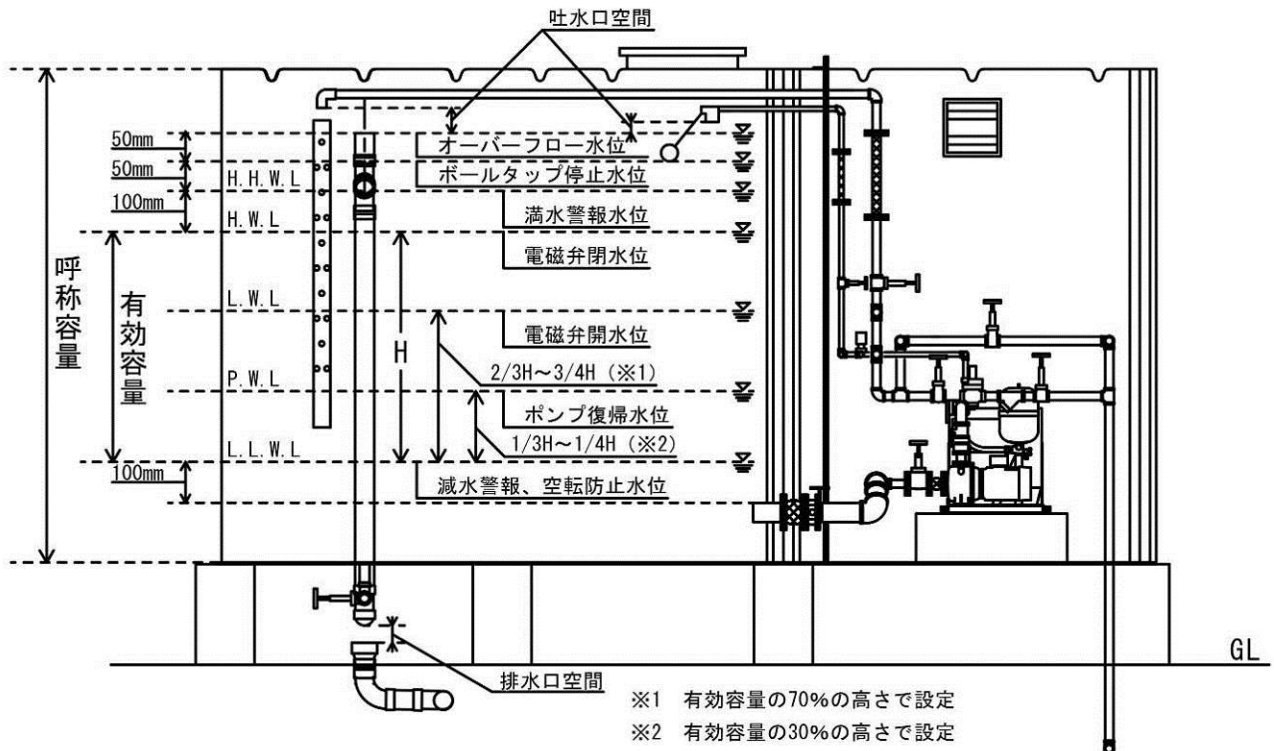 吐水口空間
50mm
オーバーフロー水位
50mm
H.H.W.L
ボールタップ停止水位
100mm
H.W.L
満水警報水位
電磁弁閉水位
呼称容量
有効容量
H
L.W.L
電磁弁開水位
2/3H～3/4H (※1)
P.W.L
ポンプ復帰水位
1/3H～1/4H (※2)
L.L.W.L
100mm
減水警報、空転防止水位
GL
排水口空間
※1 有効容量の70%の高さで設定
※2 有効容量の30%の高さで設定